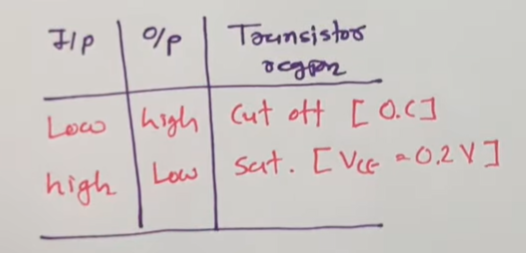 I/P O/P Transistor
region
Low high Cut off [O.C]
high Low Sat. [VCE = 0.2 V]